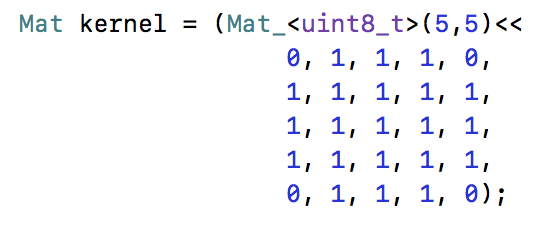 Mat kernel = (Mat_<uint8_t>(5,5)<<
0, 1, 1, 1, 0,
1, 1, 1, 1, 1,
1, 1, 1, 1, 1,
1, 1, 1, 1, 1,
0, 1, 1, 1, 0);